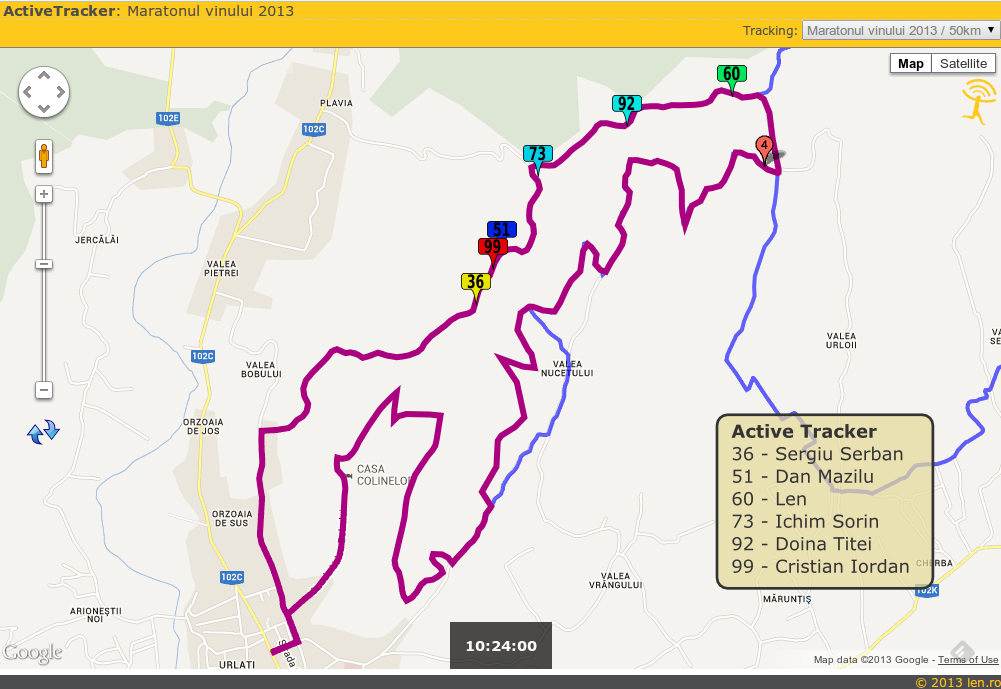 ActiveTracker: Maratonul vinului 2013
Tracking: Maratonul vinului 2013 / 50km
Map Satellite
60
PLAVIA
92
102E
102C
4
73
51
JERCĂLĂI
99
VALEA
PIETREI
36
VALEA
URLOII
VA
SE
102C
VALEA
BOBULUI
VALEA
NUCETULUI
ORZOAIA
DE JOS
Active Tracker
36 - Sergiu Serban
51 - Dan Mazilu
60 - Len
73 - Ichim Sorin
92 - Doina Titei
99 - Cristian Iordan
CASA
COLINELOR
ORZOAIA
DE SUS
CHERBA
102C
VALEA
VRÂNGULUI
102K
MĂRUNȚIȘ
ARIONEȘTII
NOI
10:24:00
Strada
Google
URLATI
Map data ©2013 Google - Terms of Use
© 2013 len.ro